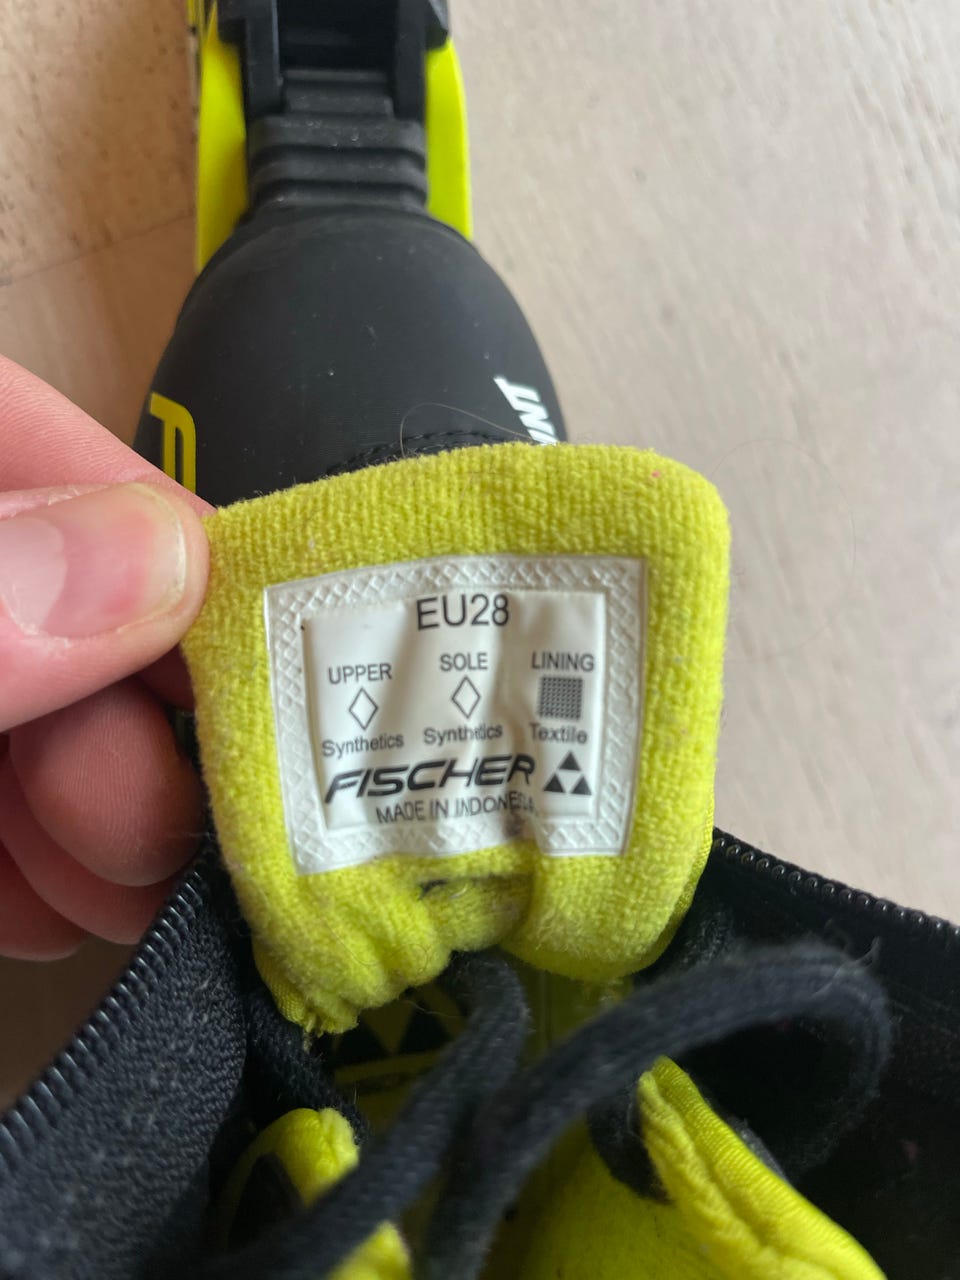 EU28
UPPER SOLE LINING
Synthetics Synthetics Textile
FISCHER
MADE IN INDONESIA